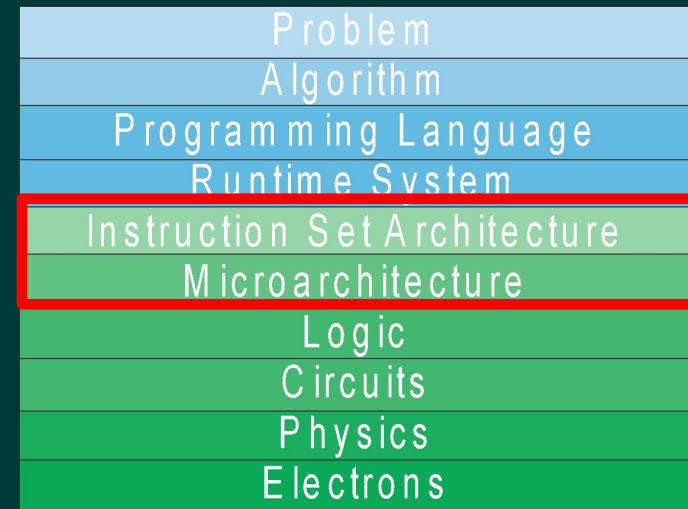 Problem
Algorithm
Programming Language
Runtime System
Instruction Set Architecture
Microarchitecture
Logic
Circuits
Physics
Electrons